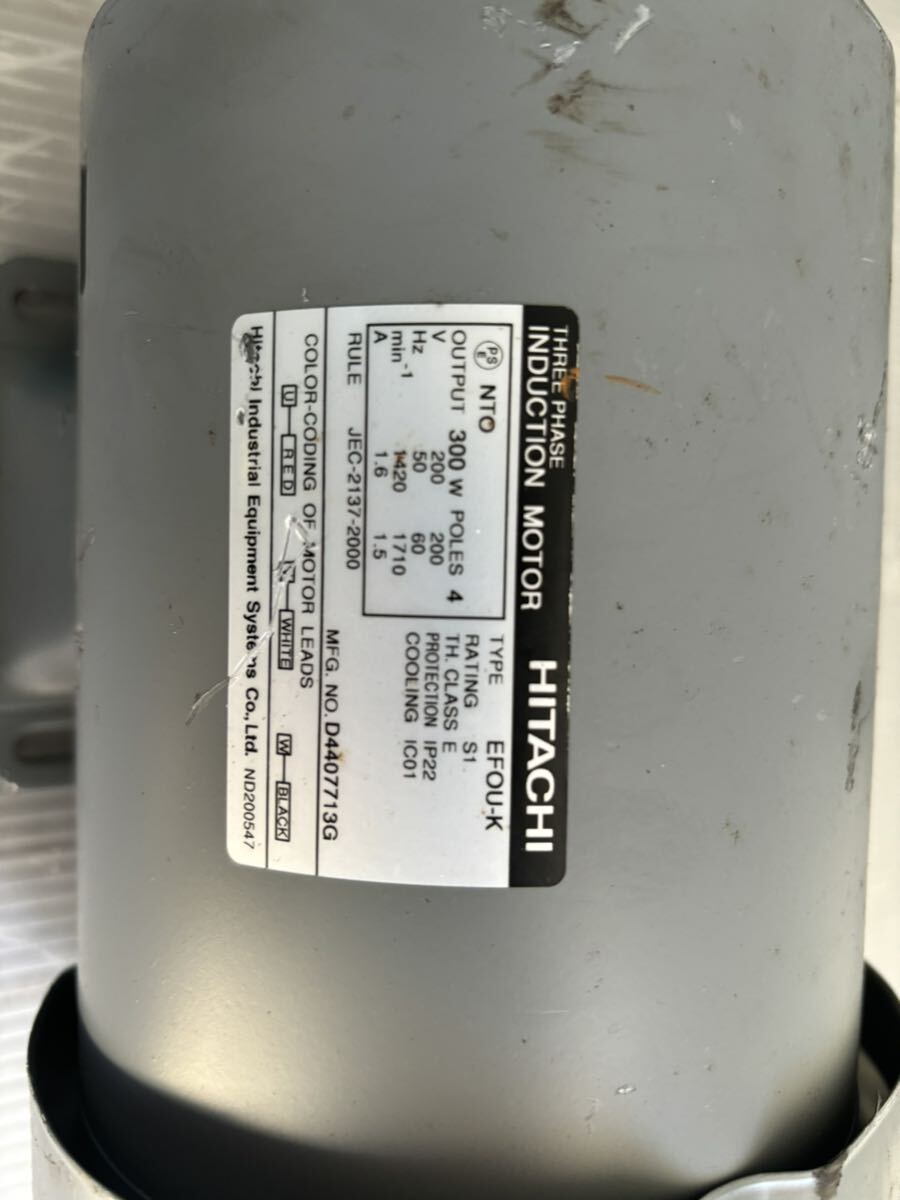 THREE PHASE
INDUCTION MOTOR HITACHI
PS E NTO
OUTPUT 300 W POLES 4
V 200 200
Hz 50 60
min-1 1420 1710
A 1.6 1.5
RULE JEC-2137-2000
TYPE EFOU-K
RATING S1
TH. CLASS E
PROTECTION IP22
COOLING IC01
MFG. NO. D4407713G
COLOR-CODING OF MOTOR LEADS
U RED V WHITE W BLACK
Hitachi Industrial Equipment Systems Co., Ltd. ND200547